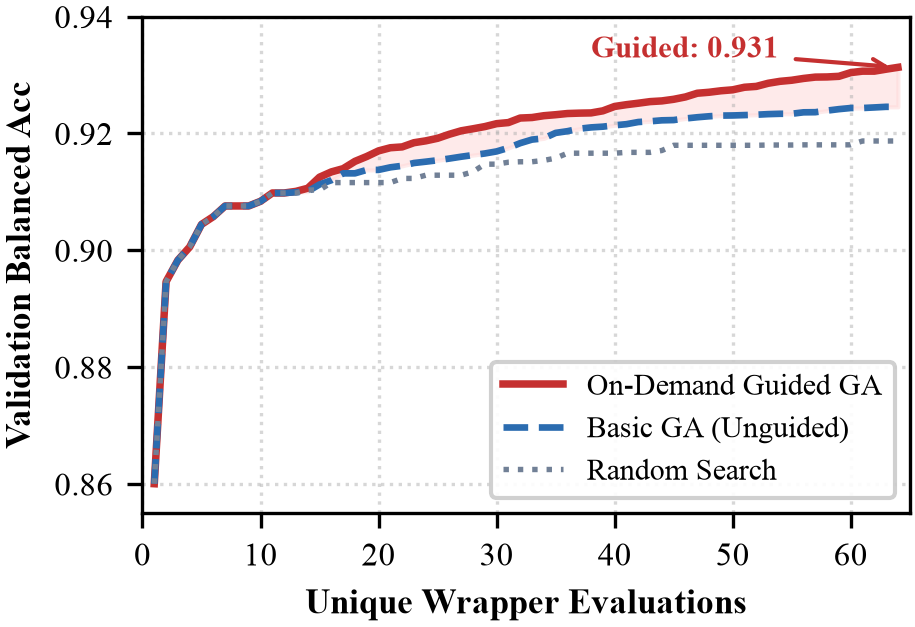 0.94
0.92
0.90
0.88
0.86
Validation Balanced Acc
Guided: 0.931
On-Demand Guided GA
Basic GA (Unguided)
Random Search
0 10 20 30 40 50 60
Unique Wrapper Evaluations